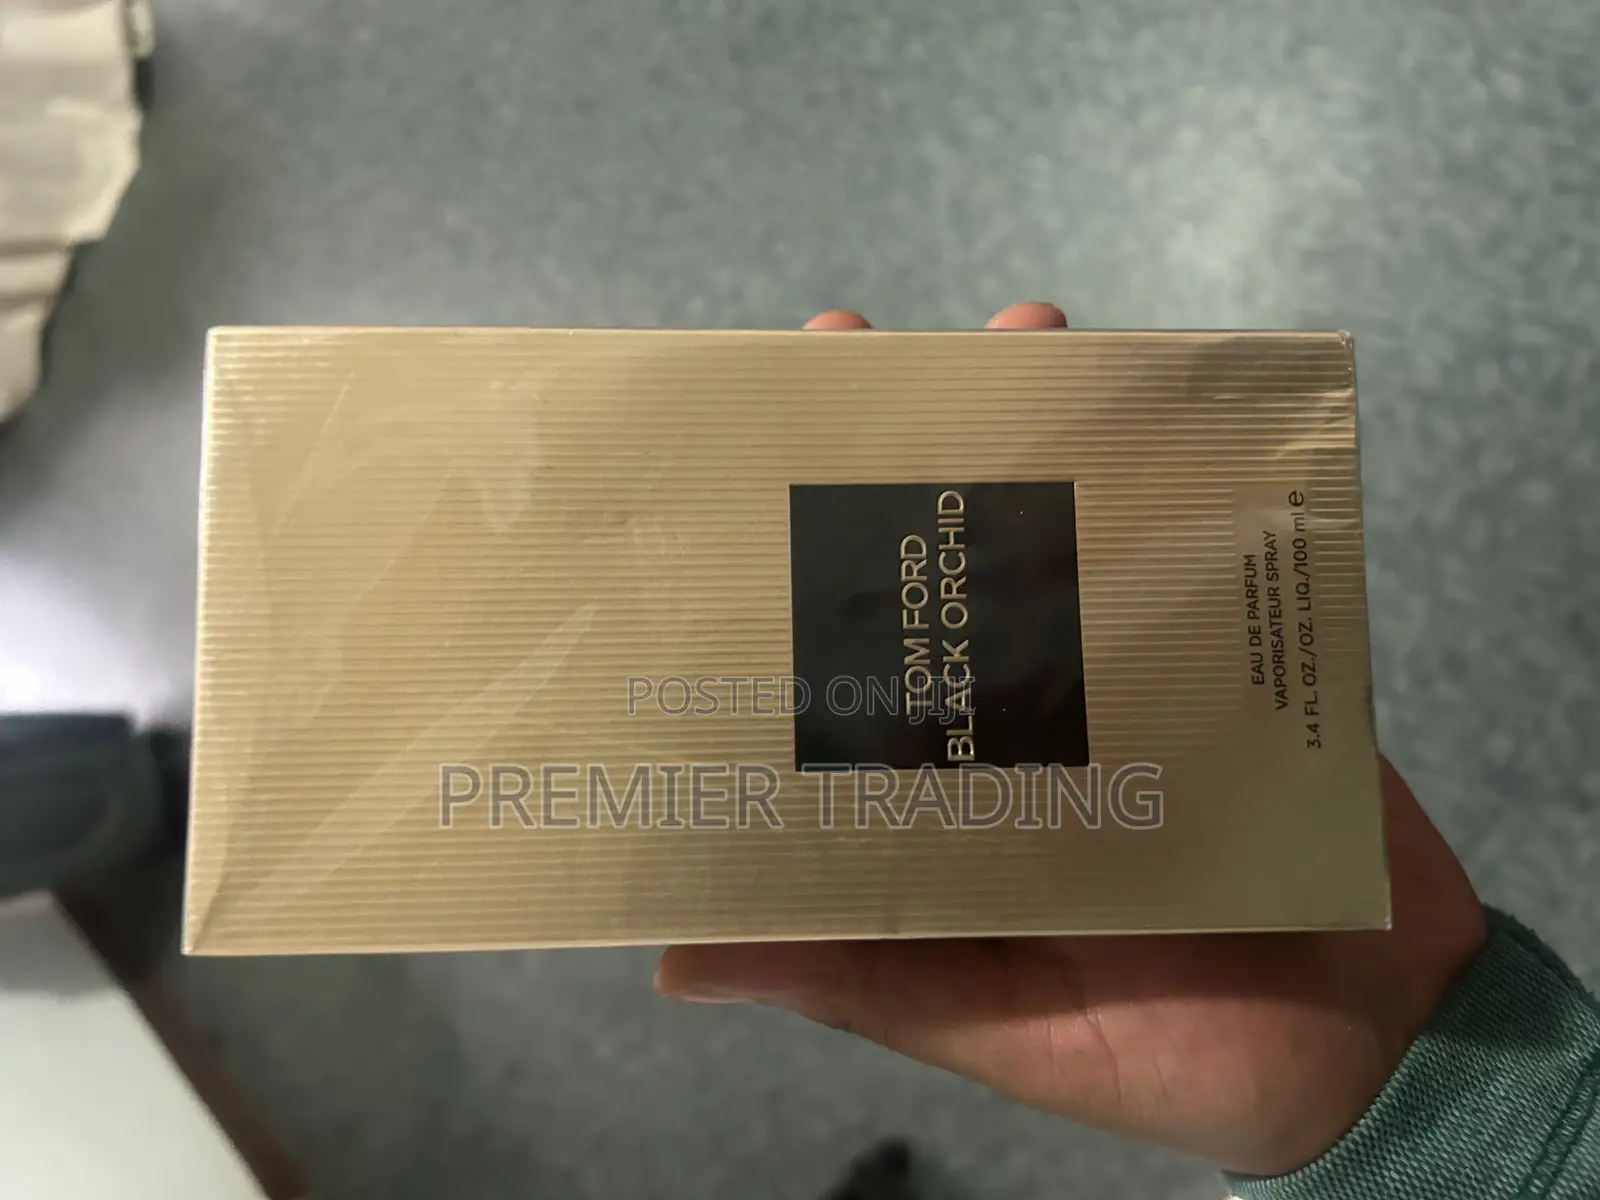 TOM FORD
BLACK ORCHID
EAU DE PARFUM
VAPORISATEUR SPRAY
3.4 FL. OZ./OZ. LIQ./100 ml e
POSTED ON JIJI
PREMIER TRADING